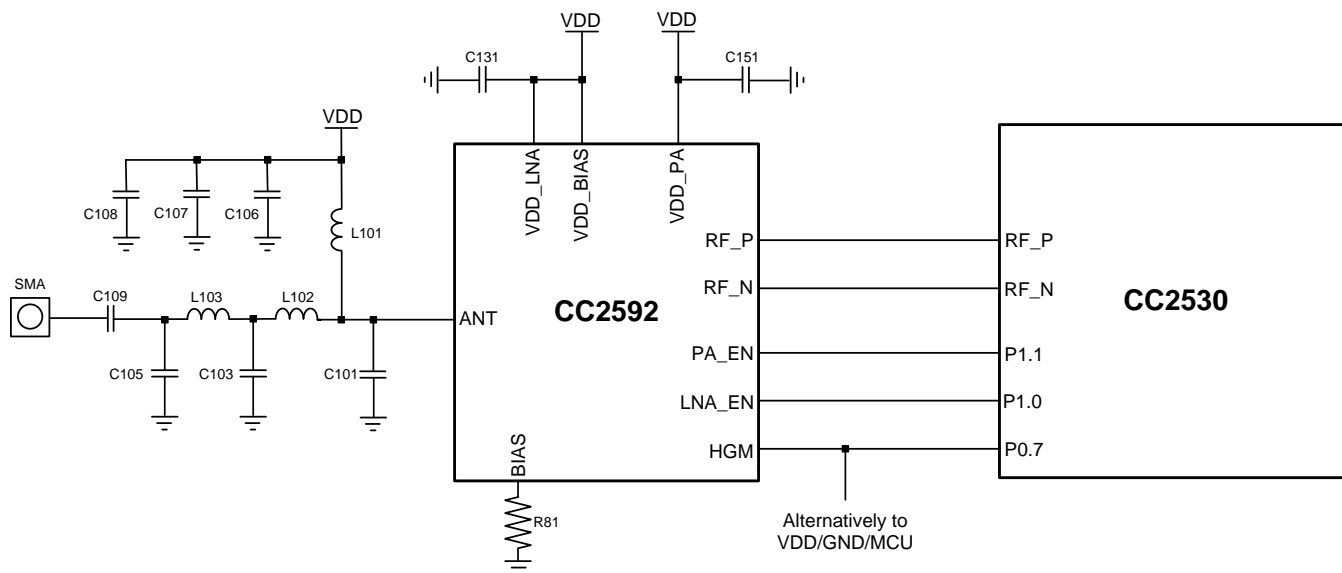 VDD
VDD
C131
C151
VDD
VDD_LNA
VDD_BIAS
VDD_PA
C108
C107
C106
L101
RF_P
RF_P
SMA
C109
L103
L102
RF_N
RF_N
ANT
CC2592
CC2530
C105
C103
C101
PA_EN
P1.1
LNA_EN
P1.0
HGM
P0.7
BIAS
R81
Alternatively to
VDD/GND/MCU